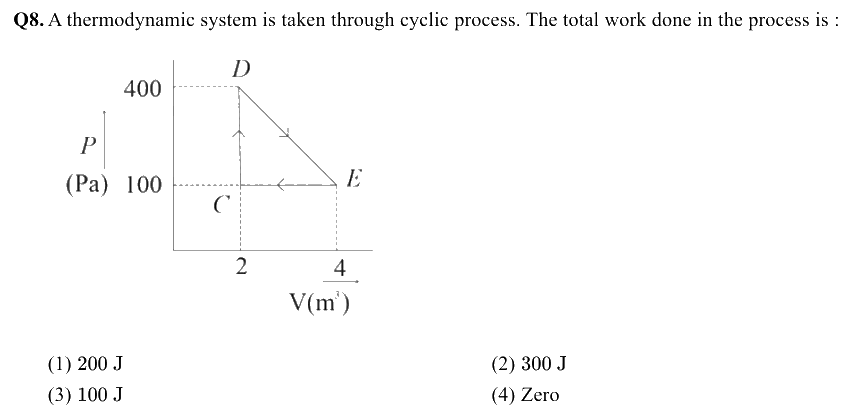 Q8. A thermodynamic system is taken through cyclic process. The total work done in the process is :
D
400
P
(Pa) 100
E
C
2 4
V(m³)
(1) 200 J (2) 300 J
(3) 100 J (4) Zero